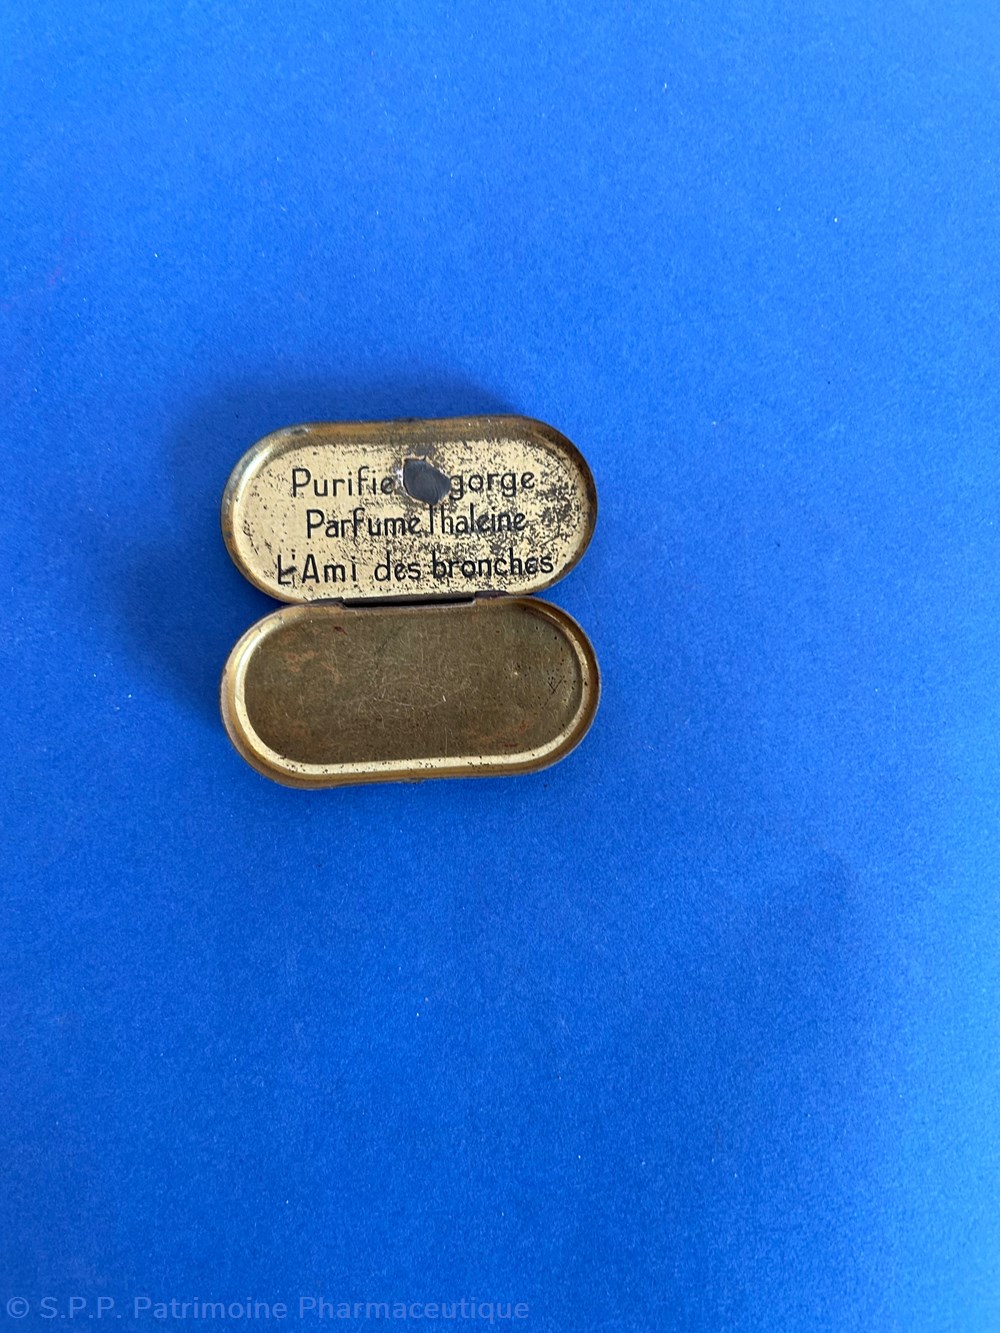 Purifie gorge
Parfume l'haleine
L'Ami des bronches
© S.P.P. Patrimoine Pharmaceutique